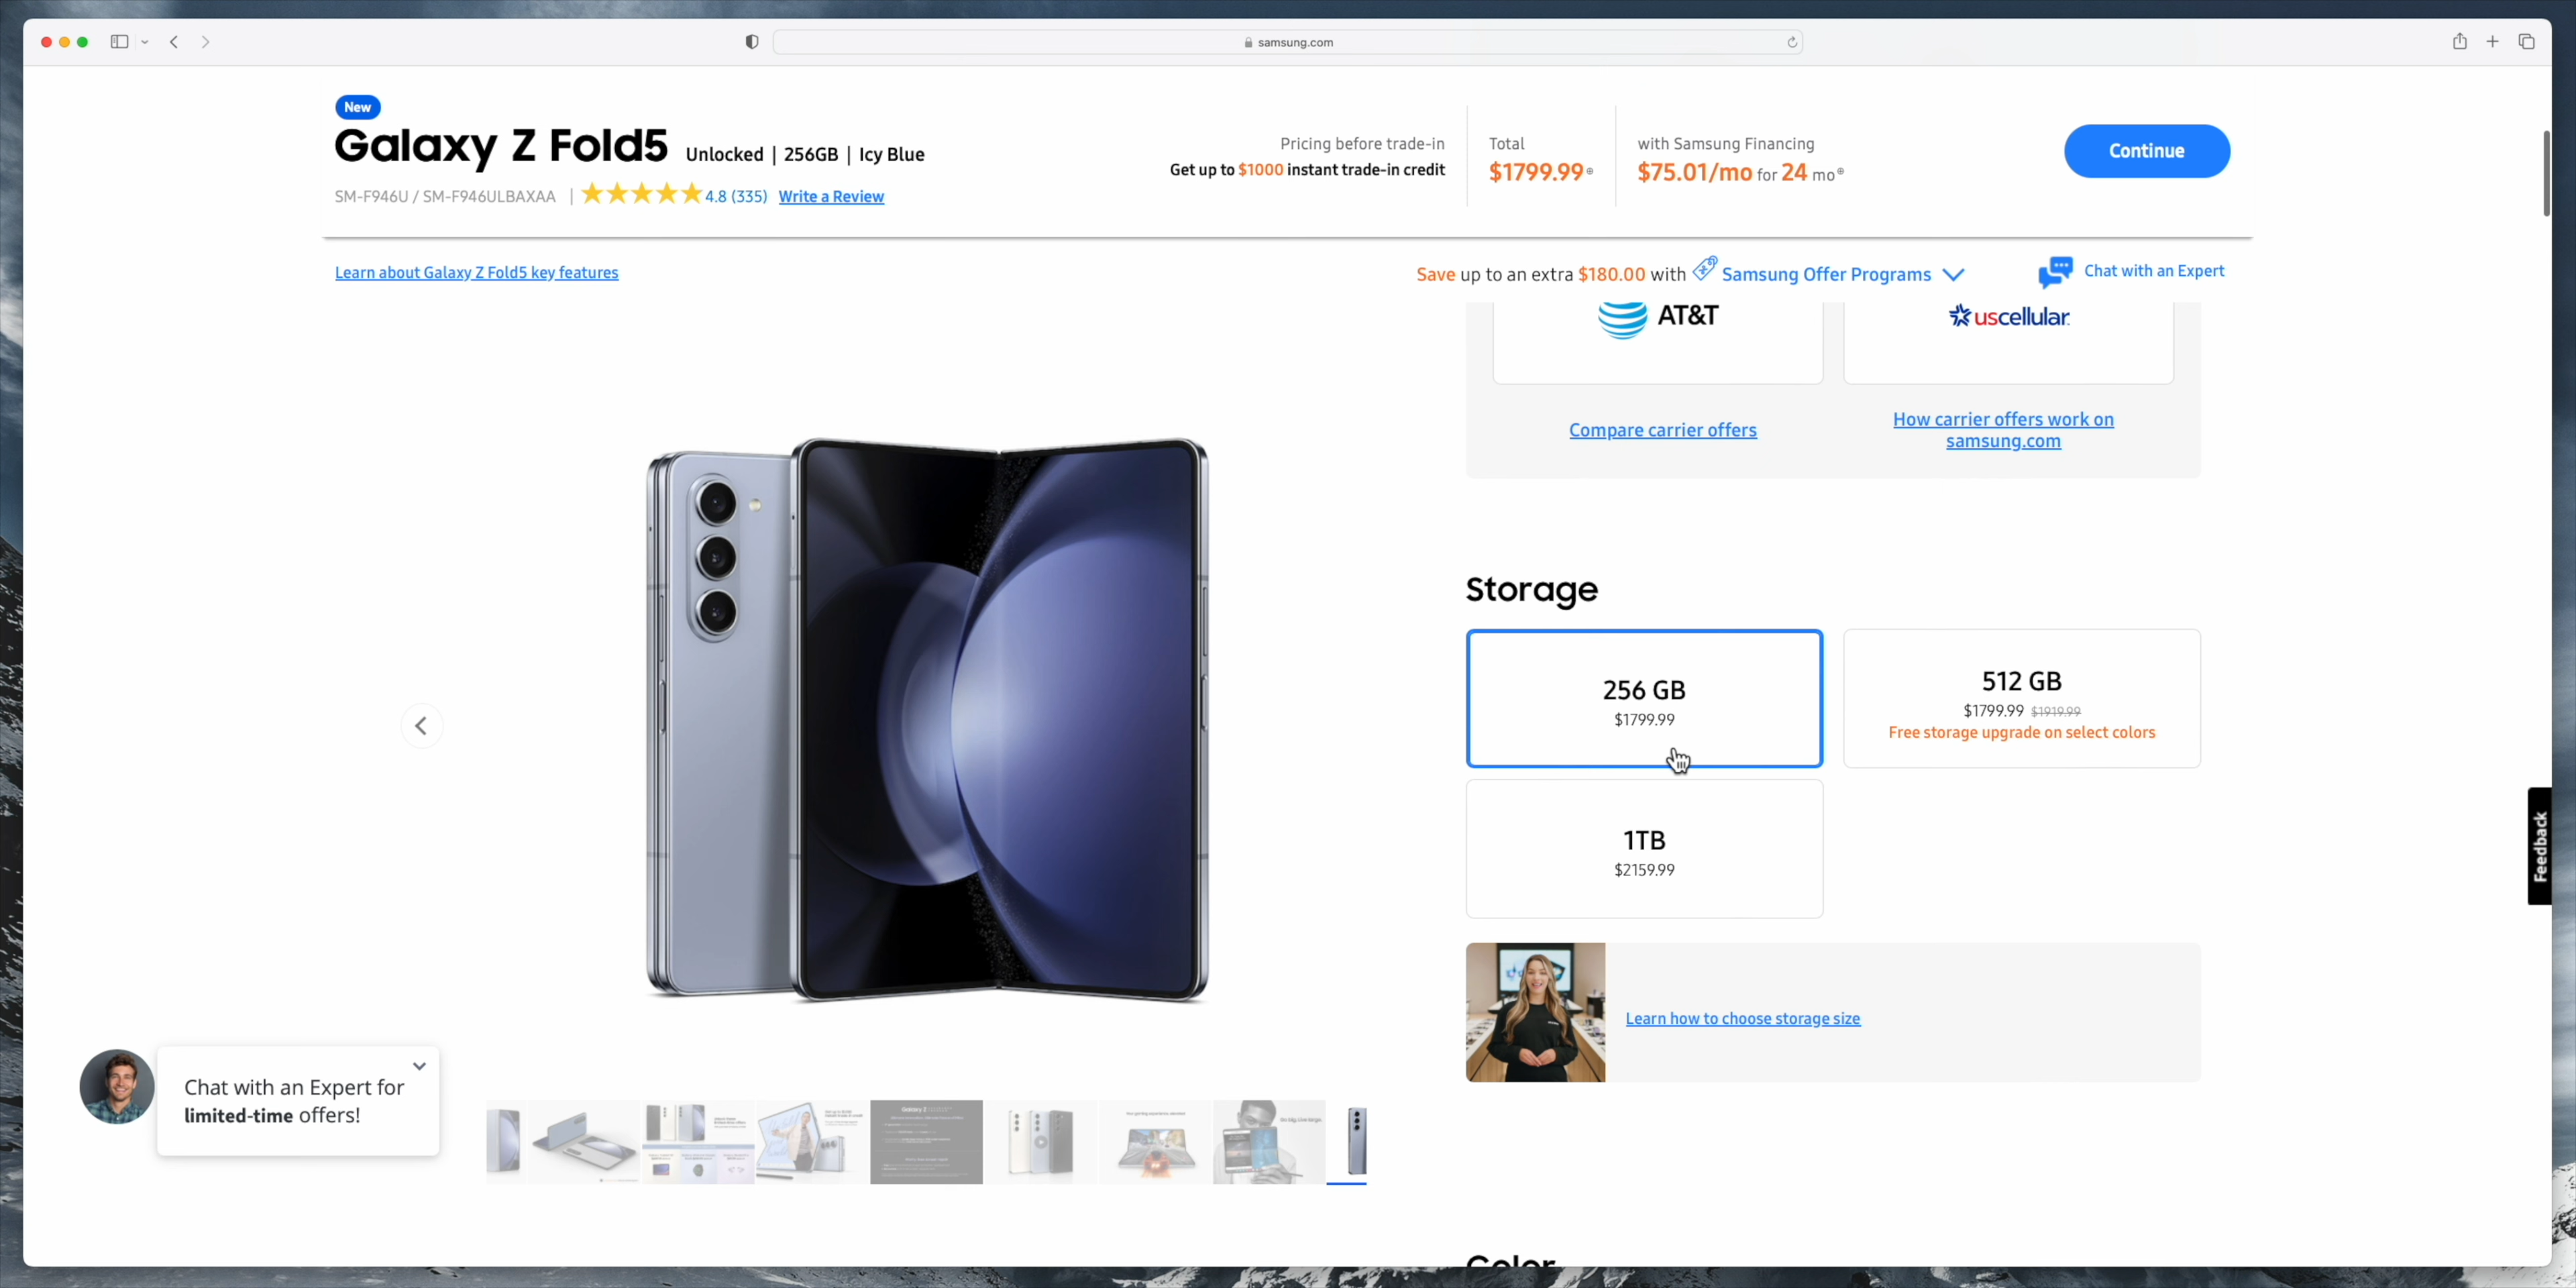 samsung.com
New
Galaxy Z Fold5 Unlocked | 256GB | Icy Blue
SM-F946U / SM-F946ULBAXAA | 4.8 (335) Write a Review
Pricing before trade-in
Get up to $1000 instant trade-in credit
Total
$1799.99
with Samsung Financing
$75.01/mo for 24 mo
Continue
Learn about Galaxy Z Fold5 key features
Save up to an extra $180.00 with Samsung Offer Programs
Chat with an Expert
AT&T
uscellular
Compare carrier offers
How carrier offers work on
samsung.com
Storage
256 GB
$1799.99
512 GB
$1799.99 $1919.99
Free storage upgrade on select colors
1TB
$2159.99
Learn how to choose storage size
Feedback
Chat with an Expert for
limited-time offers!
Color